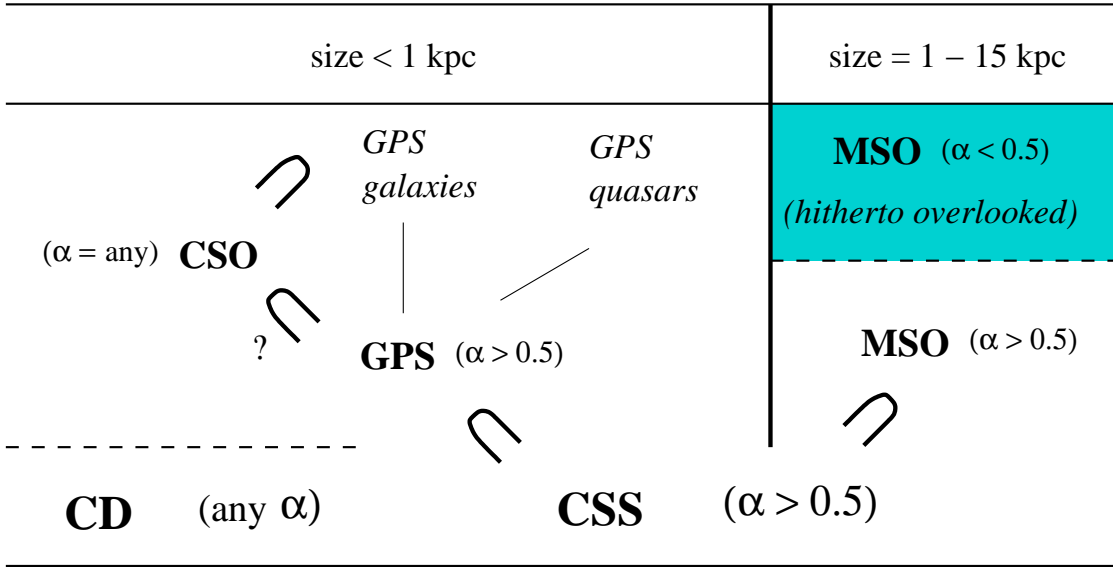 size < 1 kpc
size = 1 – 15 kpc
GPS
galaxies
GPS
quasars
MSO (α < 0.5)
(hitherto overlooked)
(α = any) CSO
?
GPS (α > 0.5)
MSO (α > 0.5)
CD (any α)
CSS (α > 0.5)